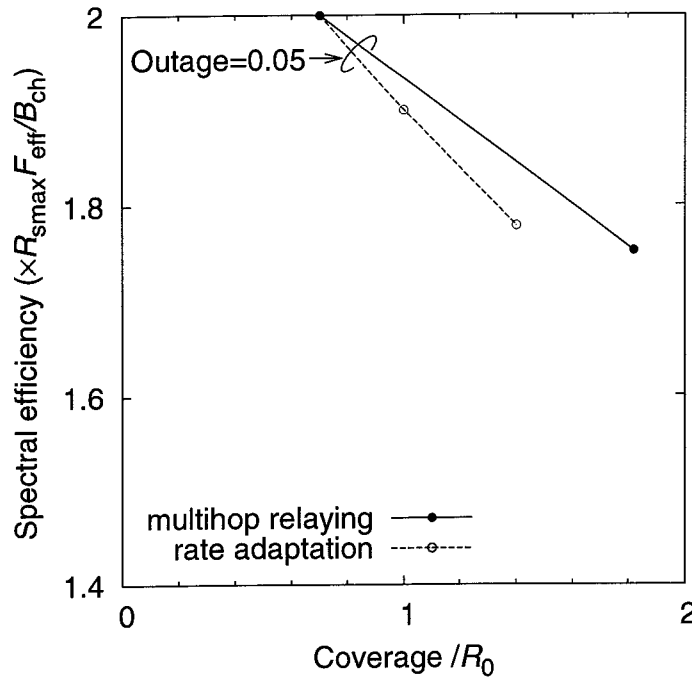 2
Outage=0.05
1.8
1.6
1.4
Spectral efficiency (×RsmaxFeff/Bch)
multihop relaying
rate adaptation
0
1
2
Coverage /R0